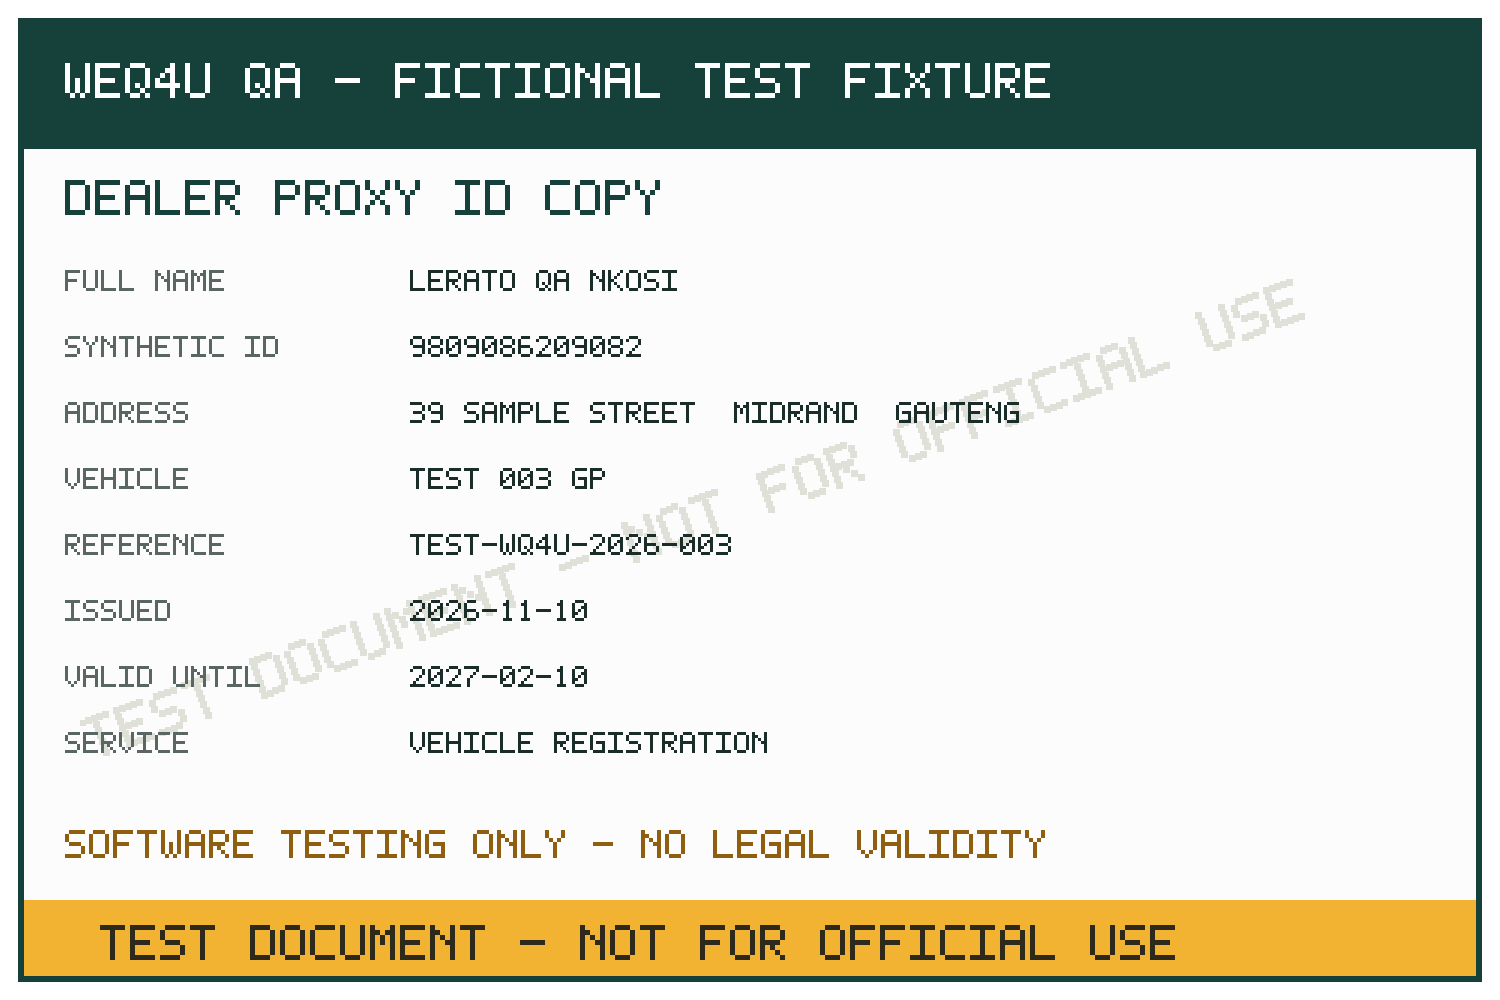 WEQ4U QA - FICTIONAL TEST FIXTURE
DEALER PROXY ID COPY
FULL NAME LERATO QA NKOSI
SYNTHETIC ID 9809086209082
ADDRESS 39 SAMPLE STREET MIDRAND GAUTENG
VEHICLE TEST 003 GP
REFERENCE TEST-WQ4U-2026-003
ISSUED 2026-11-10
VALID UNTIL 2027-02-10
SERVICE VEHICLE REGISTRATION
TEST DOCUMENT - NOT FOR OFFICIAL USE
SOFTWARE TESTING ONLY - NO LEGAL VALIDITY
TEST DOCUMENT - NOT FOR OFFICIAL USE